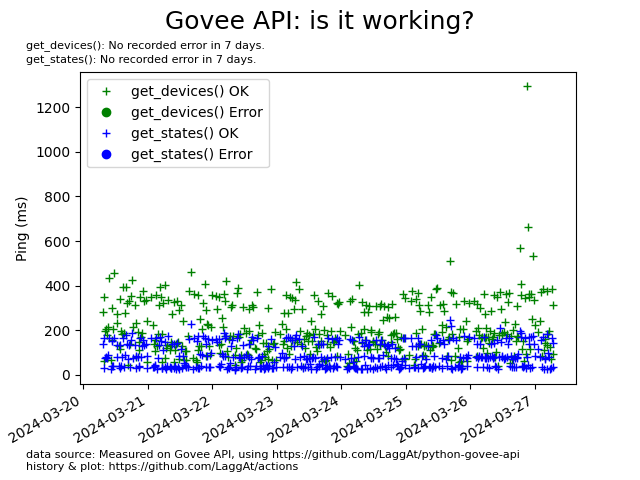 Govee API: is it working?
get_devices(): No recorded error in 7 days.
get_states(): No recorded error in 7 days.
get_devices() OK
get_devices() Error
get_states() OK
get_states() Error
Ping (ms)
1200
1000
800
600
400
200
0
2024-03-20
2024-03-21
2024-03-22
2024-03-23
2024-03-24
2024-03-25
2024-03-26
2024-03-27
data source: Measured on Govee API, using https://github.com/LaggAt/python-govee-api
history & plot: https://github.com/LaggAt/actions